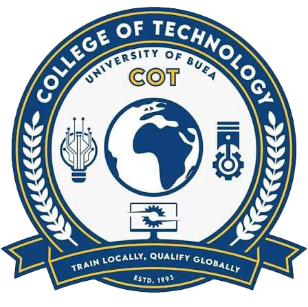 COLLEGE OF TECHNOLOGY
UNIVERSITY OF BUEA
COT
TRAIN LOCALLY, QUALIFY GLOBALLY
ESTD, 1993